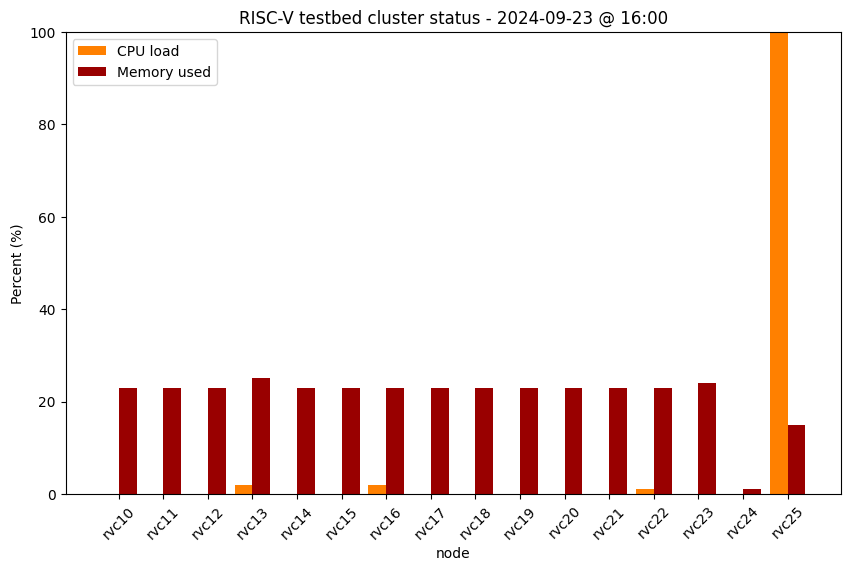 RISC-V testbed cluster status - 2024-09-23 @ 16:00
CPU load
Memory used
Percent (%)
100
80
60
40
20
0
rvc10
rvc11
rvc12
rvc13
rvc14
rvc15
rvc16
rvc17
rvc18
rvc19
rvc20
rvc21
rvc22
rvc23
rvc24
rvc25
node